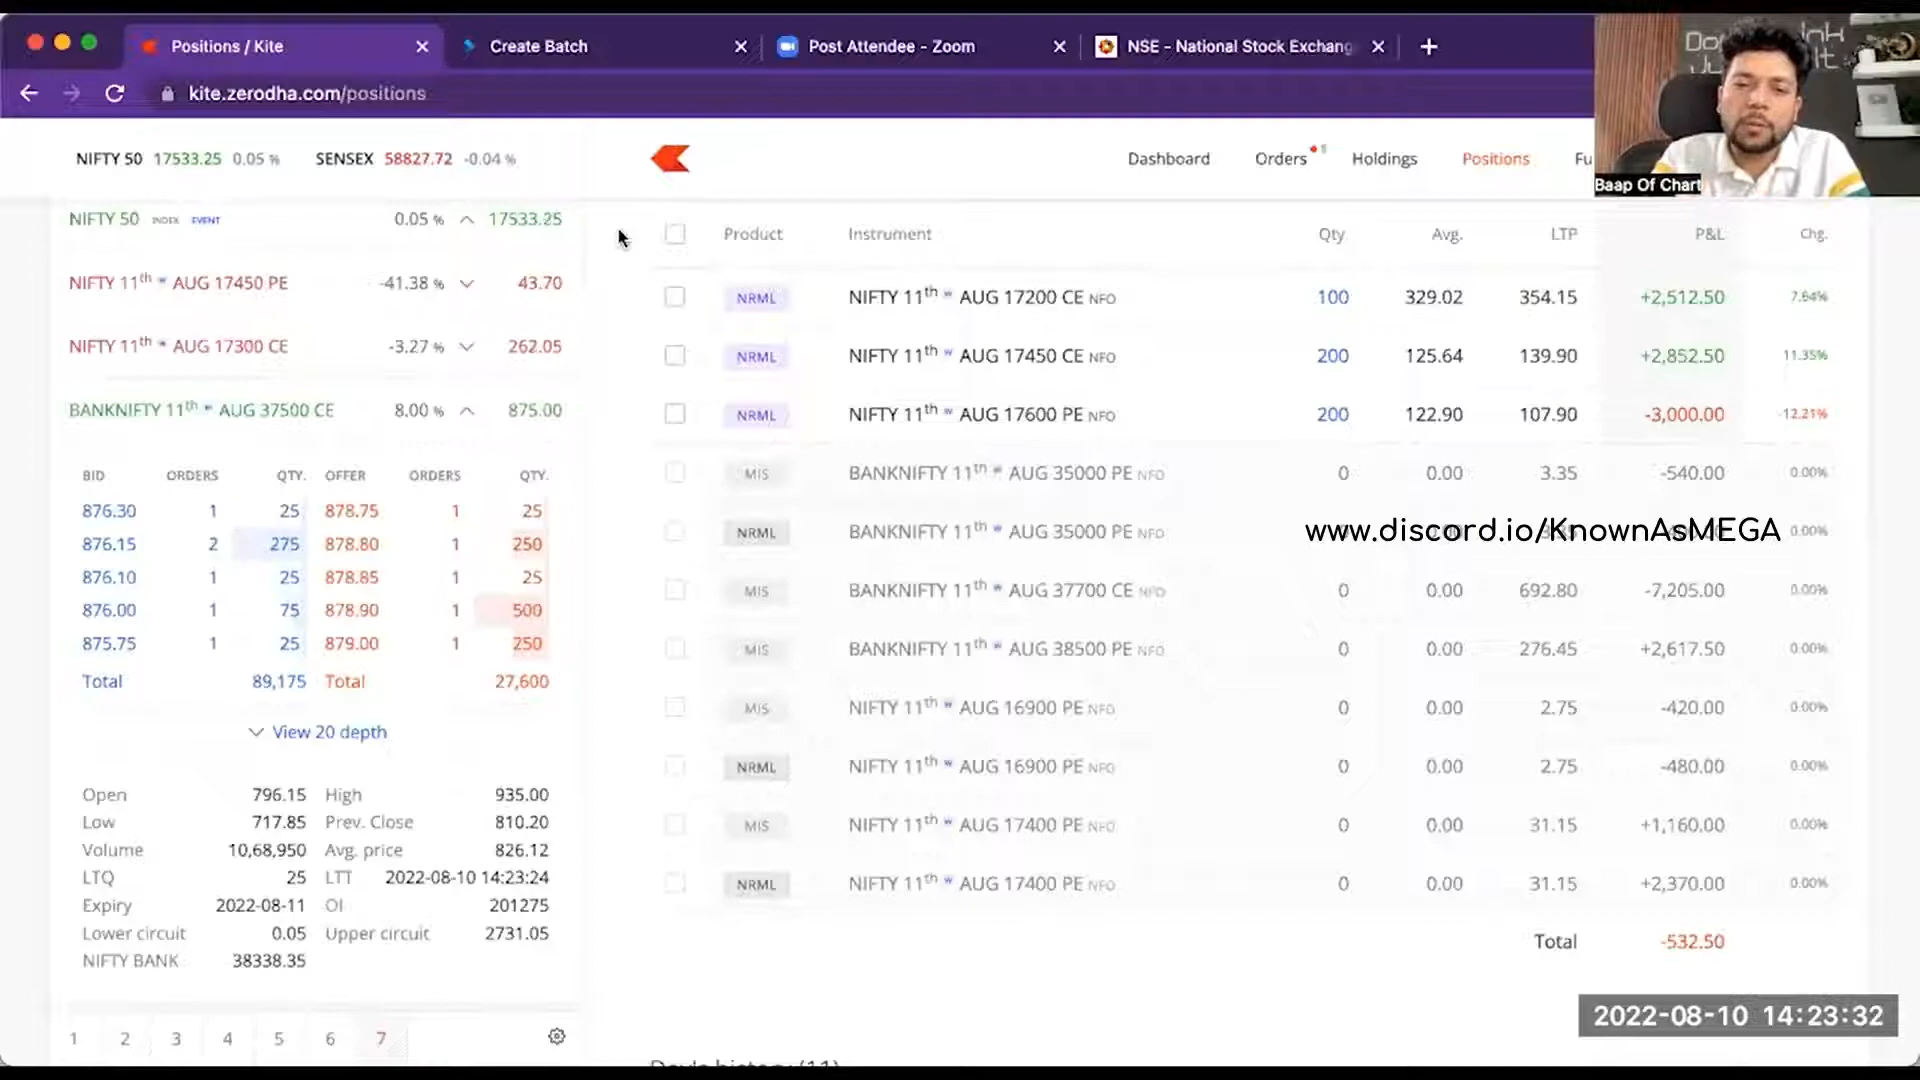 Positions / Kite
Create Batch
Post Attendee - Zoom
NSE - National Stock Exchang
kite.zerodha.com/positions
NIFTY 50 17533.25 0.05 % SENSEX 58827.72 -0.04 %
Dashboard Orders Holdings Positions Fu
Baap Of Chart
NIFTY 50 INDEX EVENT 0.05 % 17533.25
NIFTY 11th w AUG 17450 PE -41.38 % 43.70
NIFTY 11th w AUG 17300 CE -3.27 % 262.05
BANKNIFTY 11th w AUG 37500 CE 8.00 % 875.00
BID ORDERS QTY. OFFER ORDERS QTY.
876.30 1 25 878.75 1 25
876.15 2 275 878.80 1 250
876.10 1 25 878.85 1 25
876.00 1 75 878.90 1 500
875.75 1 25 879.00 1 250
Total 89,175 Total 27,600
View 20 depth
Open 796.15 High 935.00
Low 717.85 Prev. Close 810.20
Volume 10,68,950 Avg. price 826.12
LTQ 25 LTT 2022-08-10 14:23:24
Expiry 2022-08-11 OI 201275
Lower circuit 0.05 Upper circuit 2731.05
NIFTY BANK 38338.35
1 2 3 4 5 6 7
Product Instrument Qty Avg. LTP P&L Chg.
NRML NIFTY 11th w AUG 17200 CE NFO 100 329.02 354.15 +2,512.50 7.64%
NRML NIFTY 11th w AUG 17450 CE NFO 200 125.64 139.90 +2,852.50 11.35%
NRML NIFTY 11th w AUG 17600 PE NFO 200 122.90 107.90 -3,000.00 -12.21%
MIS BANKNIFTY 11th w AUG 35000 PE NFO 0 0.00 3.35 -540.00 0.00%
NRML BANKNIFTY 11th w AUG 35000 PE NFO 0.00%
www.discord.io/KnownAsMEGA
MIS BANKNIFTY 11th w AUG 37700 CE NFO 0 0.00 692.80 -7,205.00 0.00%
MIS BANKNIFTY 11th w AUG 38500 PE NFO 0 0.00 276.45 +2,617.50 0.00%
MIS NIFTY 11th w AUG 16900 PE NFO 0 0.00 2.75 -420.00 0.00%
NRML NIFTY 11th w AUG 16900 PE NFO 0 0.00 2.75 -480.00 0.00%
MIS NIFTY 11th w AUG 17400 PE NFO 0 0.00 31.15 +1,160.00 0.00%
NRML NIFTY 11th w AUG 17400 PE NFO 0 0.00 31.15 +2,370.00 0.00%
Total -532.50
2022-08-10 14:23:32